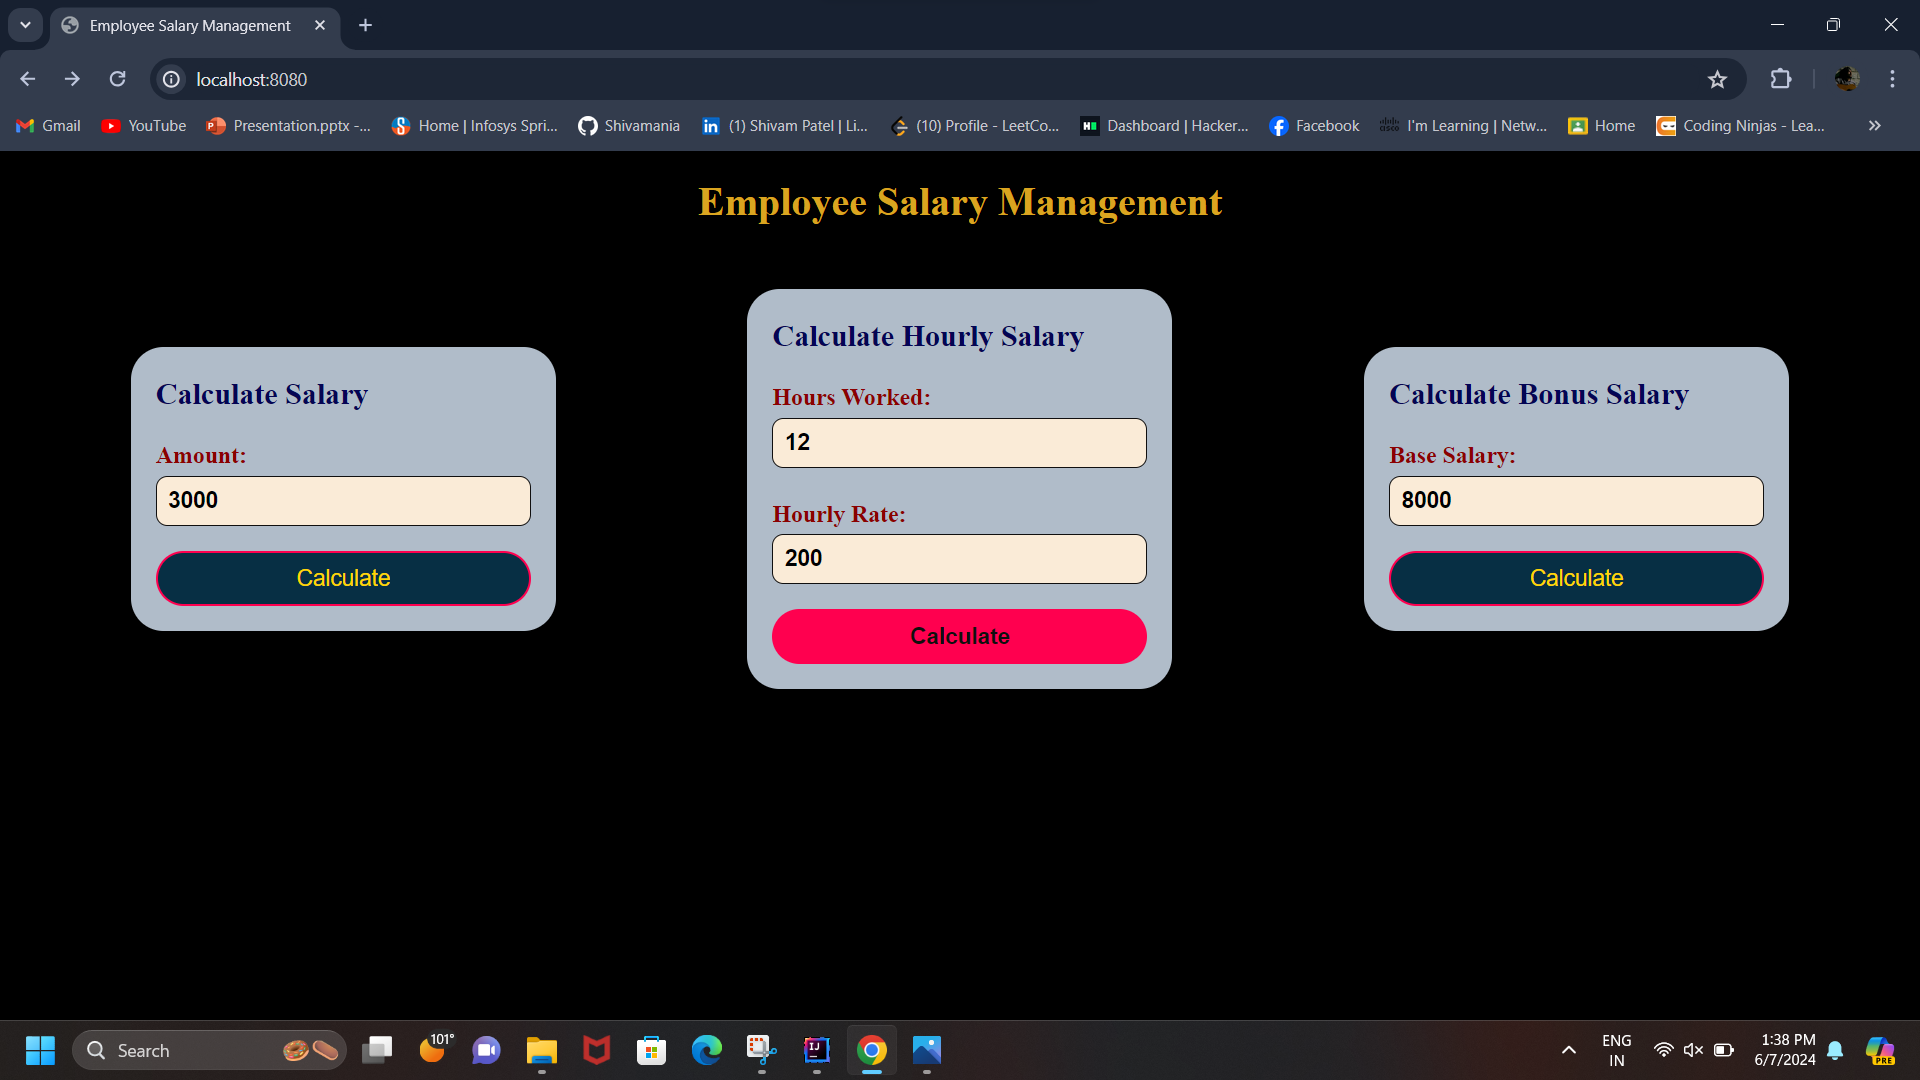 Employee Salary Management
localhost:8080
Gmail
YouTube
Presentation.pptx -...
Home | Infosys Spri...
Shivamania
(1) Shivam Patel | Li...
(10) Profile - LeetCo...
Dashboard | Hacker...
Facebook
I'm Learning | Netw...
Home
Coding Ninjas - Lea...
Employee Salary Management
Calculate Salary
Amount:
3000
Calculate
Calculate Hourly Salary
Hours Worked:
12
Hourly Rate:
200
Calculate
Calculate Bonus Salary
Base Salary:
8000
Calculate
Search
101°
ENG
IN
1:38 PM
6/7/2024
PRE